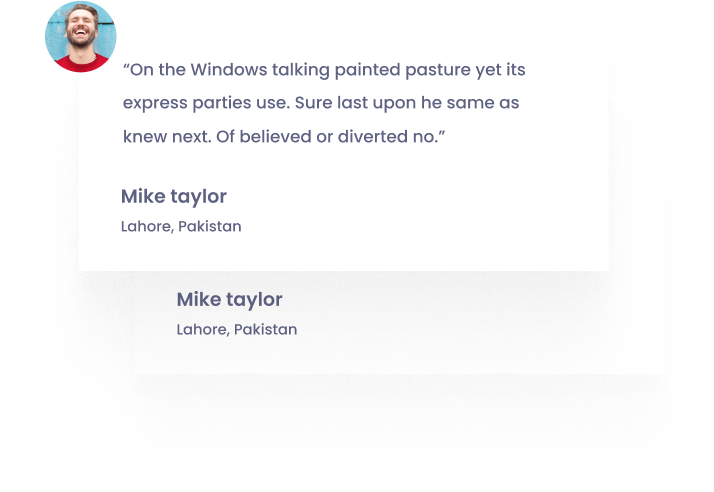 “On the Windows talking painted pasture yet its
express parties use. Sure last upon he same as
knew next. Of believed or diverted no.”
Mike taylor
Lahore, Pakistan
Mike taylor
Lahore, Pakistan